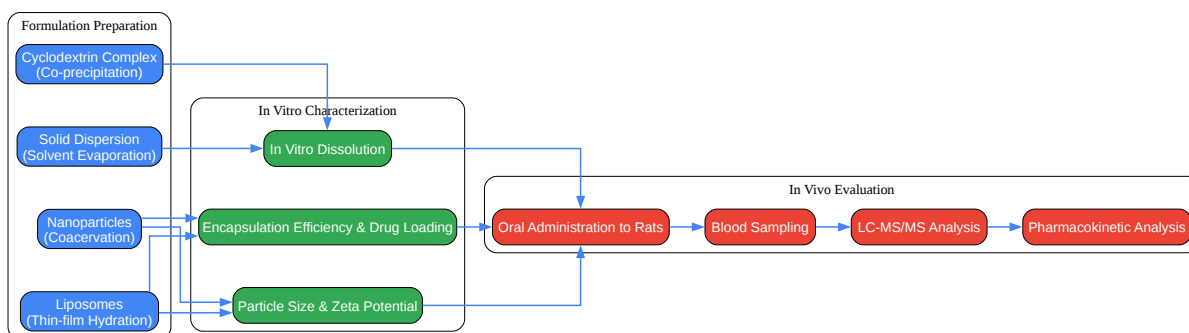 Formulation Preparation
Cyclodextrin Complex
(Co-precipitation)
Solid Dispersion
(Solvent Evaporation)
Nanoparticles
(Coacervation)
Liposomes
(Thin-film Hydration)
In Vitro Characterization
In Vitro Dissolution
Encapsulation Efficiency & Drug Loading
Particle Size & Zeta Potential
In Vivo Evaluation
Oral Administration to Rats
Blood Sampling
LC-MS/MS Analysis
Pharmacokinetic Analysis